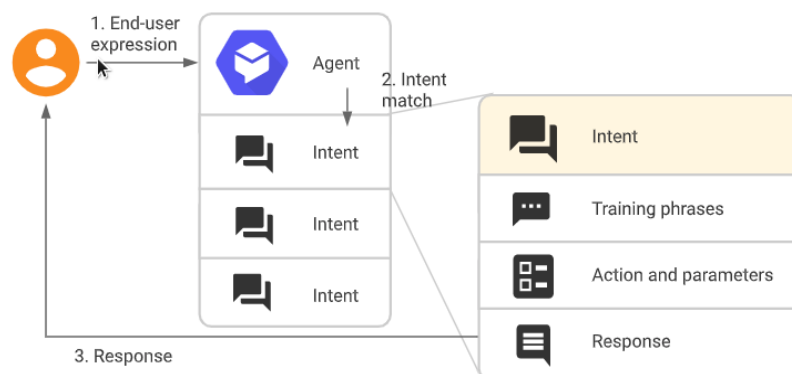 1. End-user
expression
Agent
2. Intent
match
Intent
Intent
Intent
Intent
Training phrases
Action and parameters
Response
3. Response